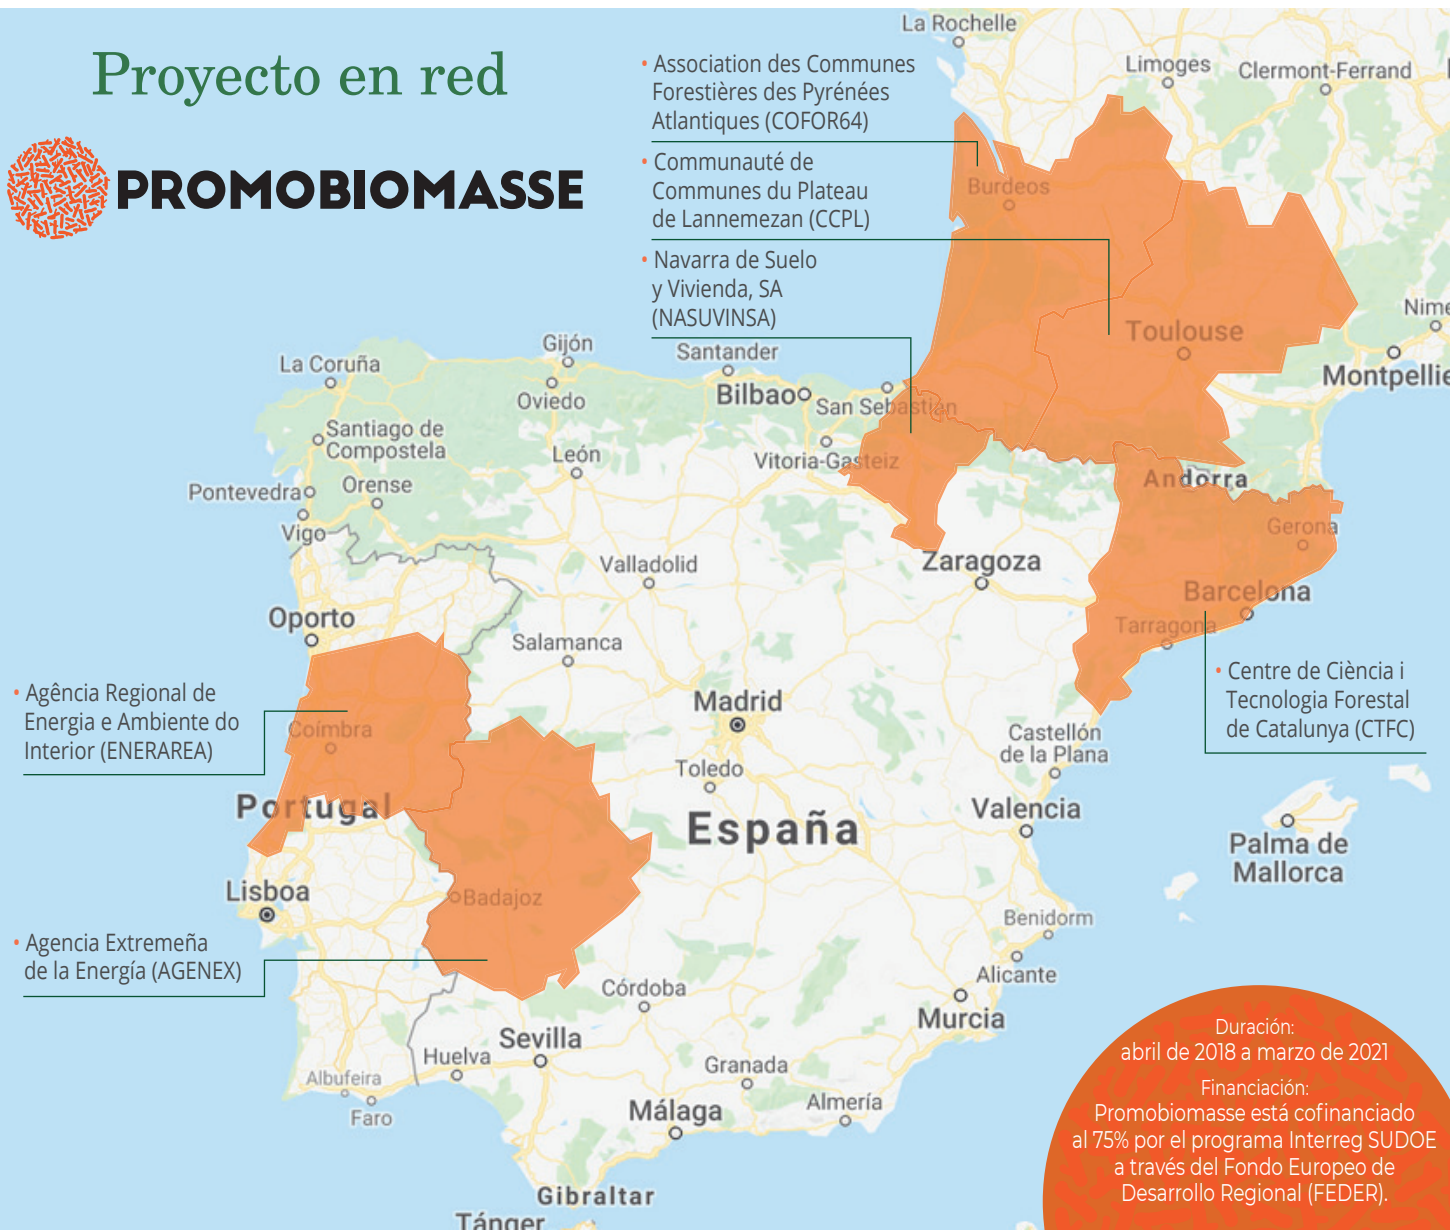 Proyecto en red
PROMOBIOMASSE
• Association des Communes
Forestières des Pyrénées
Atlantiques (COFOR64)
• Communauté de
Communes du Plateau
de Lannemezan (CCPL)
• Navarra de Suelo
y Vivienda, SA
(NASUVINSA)
La Rochelle
Limoges
Clermont-Ferrand
Burdeos
Toulouse
Montpellie
La Coruña
Gijón
Oviedo
Santander
Bilbao
San Sebastián
Santiago de
Compostela
León
Vitoria-Gasteiz
Pontevedra
Orense
Andorra
Vigo
Gerona
Valladolid
Zaragoza
Barcelona
Oporto
Tarragona
Salamanca
• Agência Regional de
Energia e Ambiente do
Interior (ENERAREA)
• Centre de Ciència i
Tecnologia Forestal
de Catalunya (CTFC)
Madrid
Coímbra
Castellón
de la Plana
Toledo
Portugal
Valencia
España
Palma de
Mallorca
Lisboa
Badajoz
Benidorm
• Agencia Extremeña
de la Energía (AGENEX)
Alicante
Córdoba
Murcia
Sevilla
Huelva
Granada
Albufeira
Faro
Málaga
Almería
Gibraltar
Tánger
Duración:
abril de 2018 a marzo de 2021
Financiación:
Promobiomasse está cofinanciado
al 75% por el programa Interreg SUDOE
a través del Fondo Europeo de
Desarrollo Regional (FEDER).